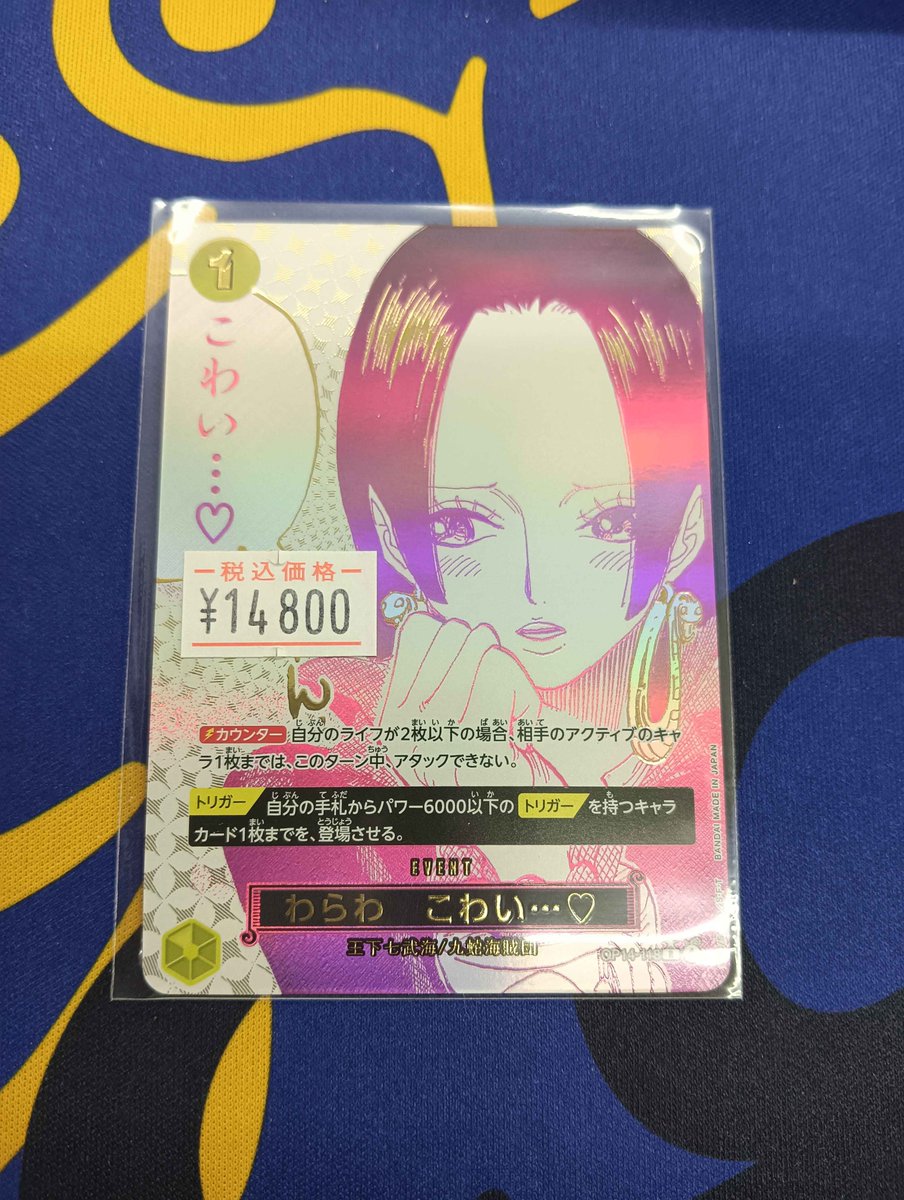 1
こわい…♡
税込価格
¥14800
ん
カウンター 自分のライフが2枚以下の場合、相手のアクティブのキャ
ラ1枚までは、このターン中、アタックできない。
トリガー 自分の手札からパワー6000以下の トリガー を持つキャラ
カード1枚までを、登場させる。
EVENT
わらわ こわい…♡
王下七武海/九蛇海賊団
BANDAI MADE IN JAPAN